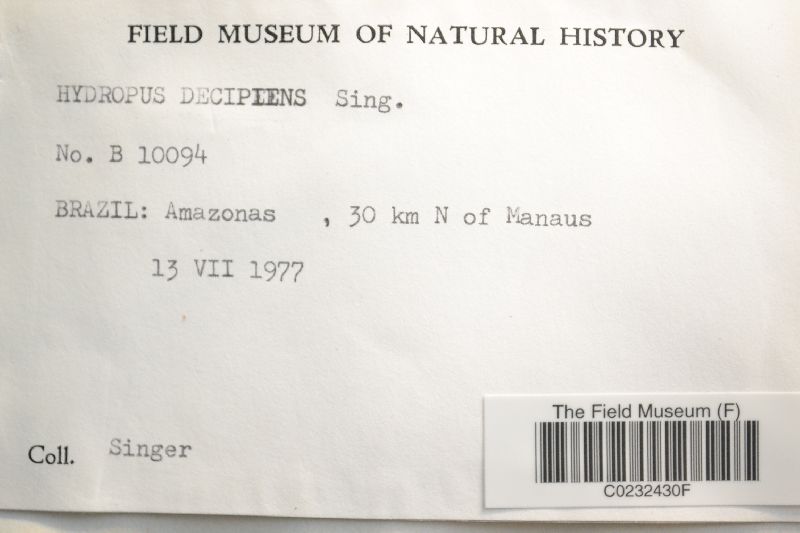 FIELD MUSEUM OF NATURAL HISTORY
HYDROPUS DECIPIENS Sing.
No. B 10094
BRAZIL: Amazonas , 30 km N of Manaus
13 VII 1977
Coll. Singer
The Field Museum (F)
C0232430F